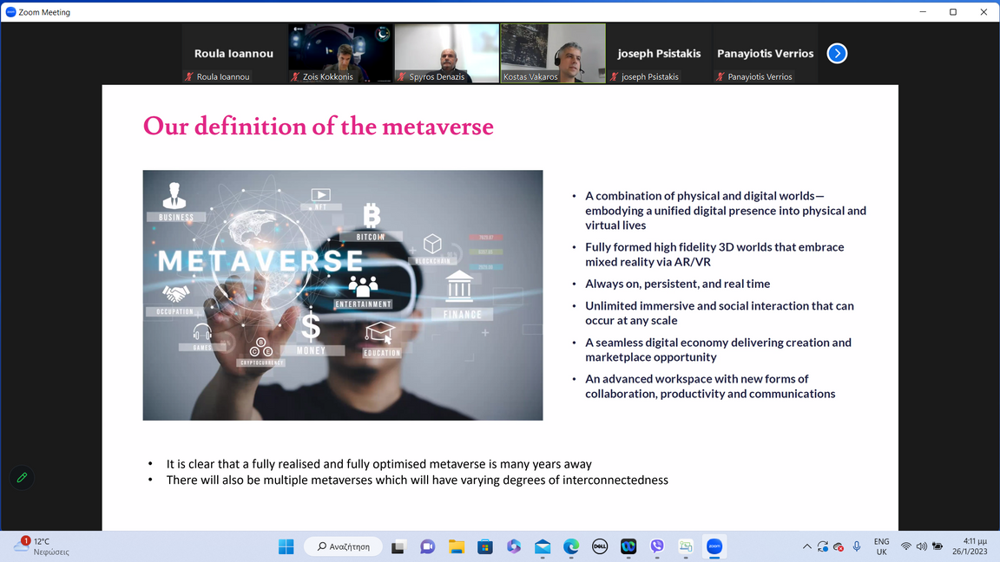 Zoom Meeting
Roula Ioannou
joseph Psistakis
Panayiotis Verrios
Roula Ioannou
Zois Kokkonis
Spyros Denazis
Kostas Vakaros
joseph Psistakis
Panayiotis Verrios
Our definition of the metaverse
BUSINESS
NFT
BITCOIN
BLOCKCHAIN
METAVERSE
OCCUPATION
ENTERTAINMENT
FINANCE
GAMES
B
C E
CRYPTOCURRENCY
$
MONEY
EDUCATION
• A combination of physical and digital worlds—
embodying a unified digital presence into physical and
virtual lives
• Fully formed high fidelity 3D worlds that embrace
mixed reality via AR/VR
• Always on, persistent, and real time
• Unlimited immersive and social interaction that can
occur at any scale
• A seamless digital economy delivering creation and
marketplace opportunity
• An advanced workspace with new forms of
collaboration, productivity and communications
• It is clear that a fully realised and fully optimised metaverse is many years away
• There will also be multiple metaverses which will have varying degrees of interconnectedness
1
12°C
Νεφώσεις
Αναζήτηση
DELL
zoom
ENG
UK
4:11 μμ
26/1/2023